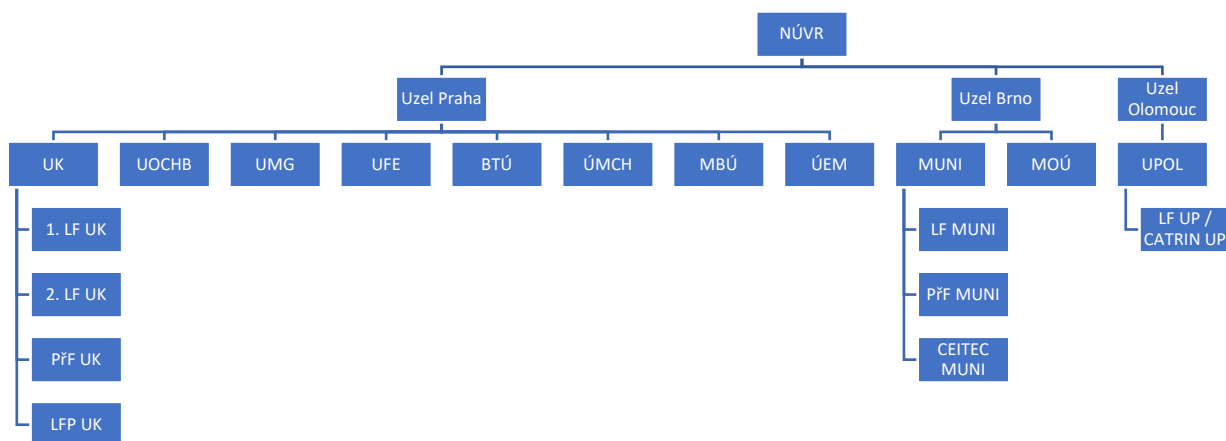 NÚVR
Uzel Praha
Uzel Brno
Uzel
Olomouc
UK
UOCHB
UMG
UFE
BTÚ
ÚMCH
MBÚ
ÚEM
MUNI
MOÚ
UPOL
1. LF UK
2. LF UK
PřF UK
LFP UK
LF MUNI
PřF MUNI
CEITEC
MUNI
LF UP /
CATRIN UP